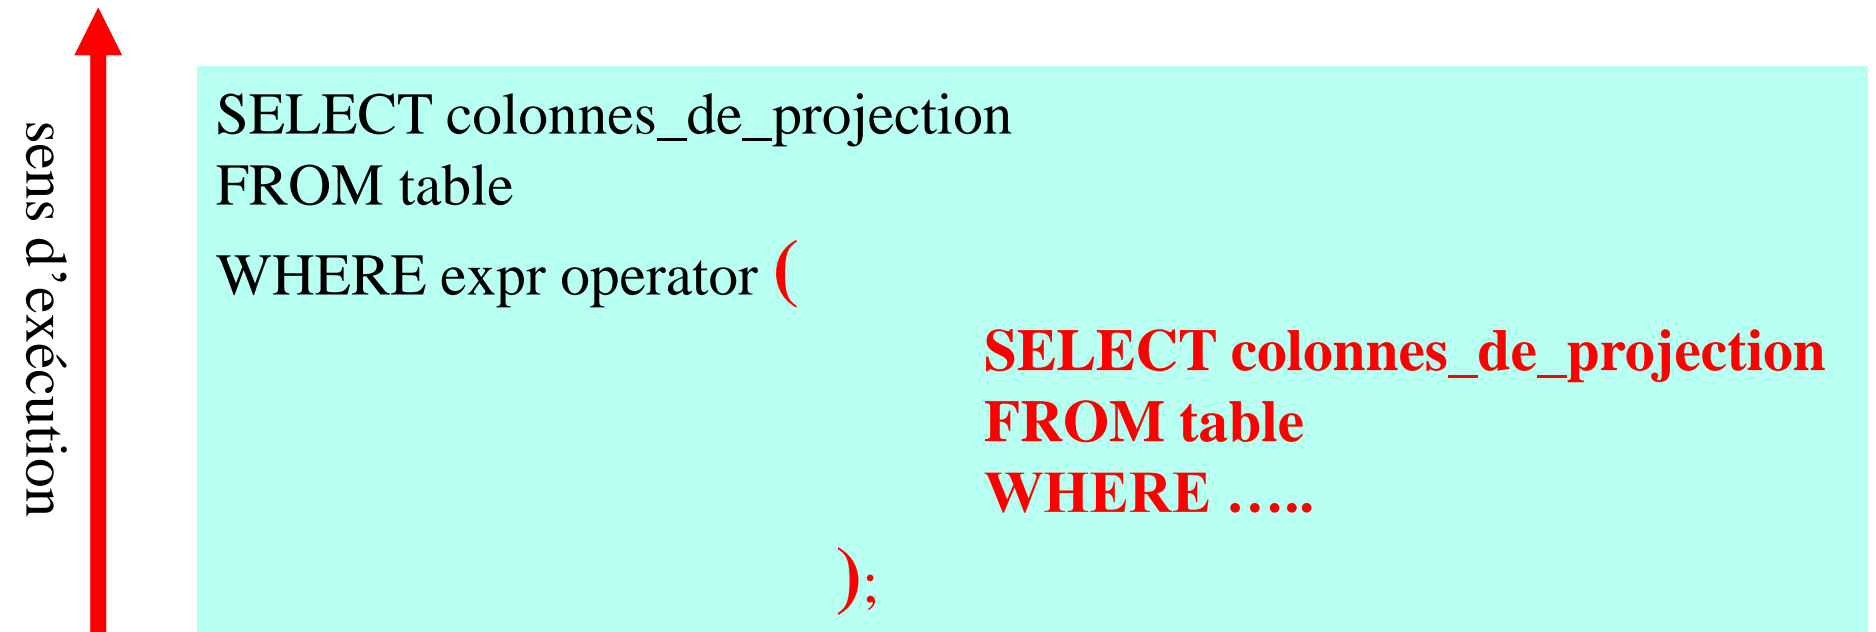 sens d’exécution
SELECT colonnes_de_projection
FROM table
WHERE expr operator (
SELECT colonnes_de_projection
FROM table
WHERE …..
);